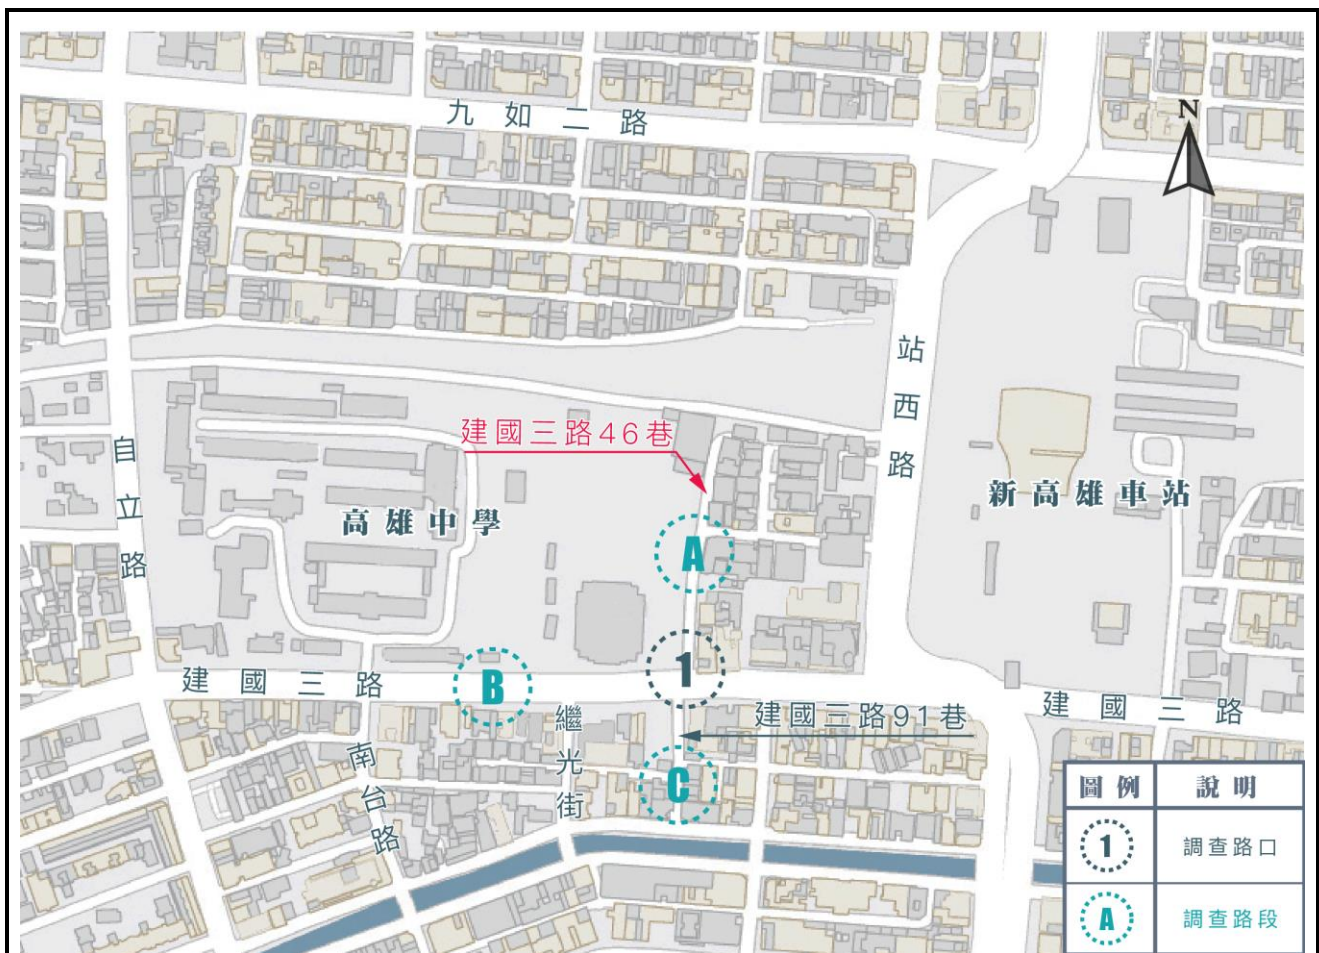 九如二路
N
站西路
建國三路46巷
自立路
高雄中學
新高雄車站
A
1
建國三路
B
建國三路91巷
建國三路
繼光街
南台路
C
圖例 說明
1 調查路口
A 調查路段